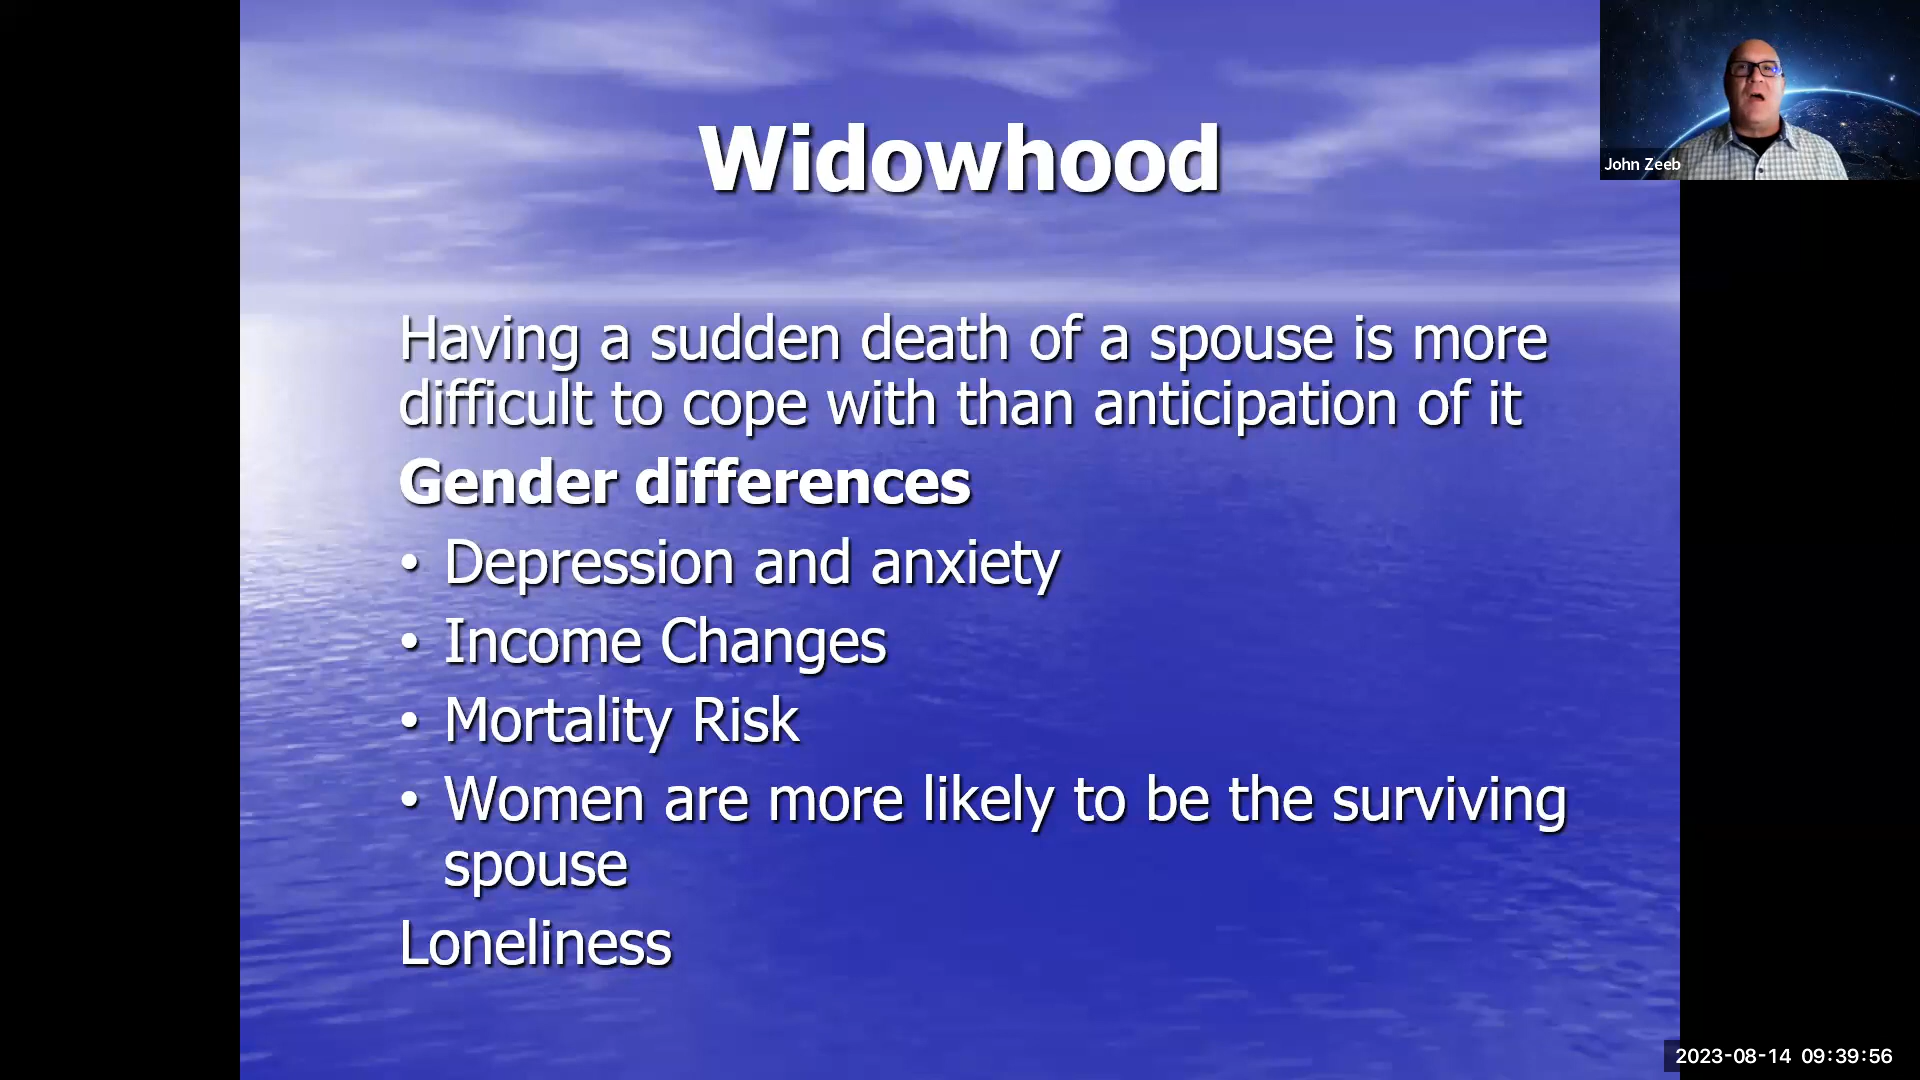 Widowhood
John Zeeb
Having a sudden death of a spouse is more
difficult to cope with than anticipation of it
Gender differences
• Depression and anxiety
• Income Changes
• Mortality Risk
• Women are more likely to be the surviving
spouse
Loneliness
2023-08-14 09:39:56